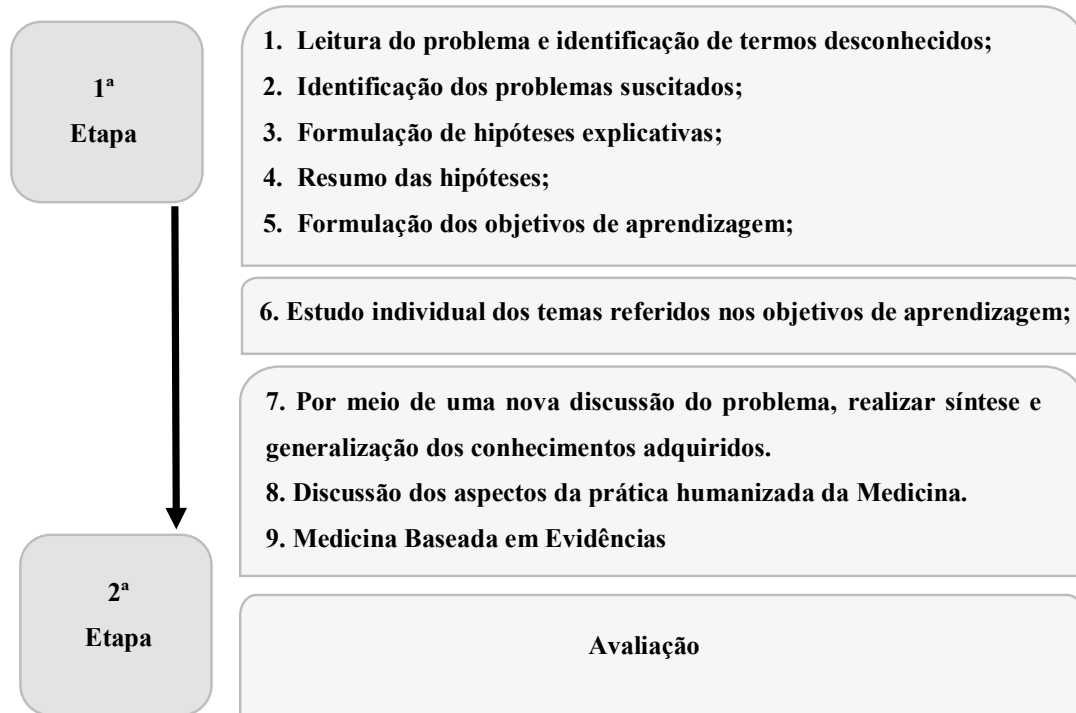 1ª
Etapa
1. Leitura do problema e identificação de termos desconhecidos;
2. Identificação dos problemas suscitados;
3. Formulação de hipóteses explicativas;
4. Resumo das hipóteses;
5. Formulação dos objetivos de aprendizagem;
6. Estudo individual dos temas referidos nos objetivos de aprendizagem;
7. Por meio de uma nova discussão do problema, realizar síntese e
generalização dos conhecimentos adquiridos.
8. Discussão dos aspectos da prática humanizada da Medicina.
9. Medicina Baseada em Evidências
2ª
Etapa
Avaliação